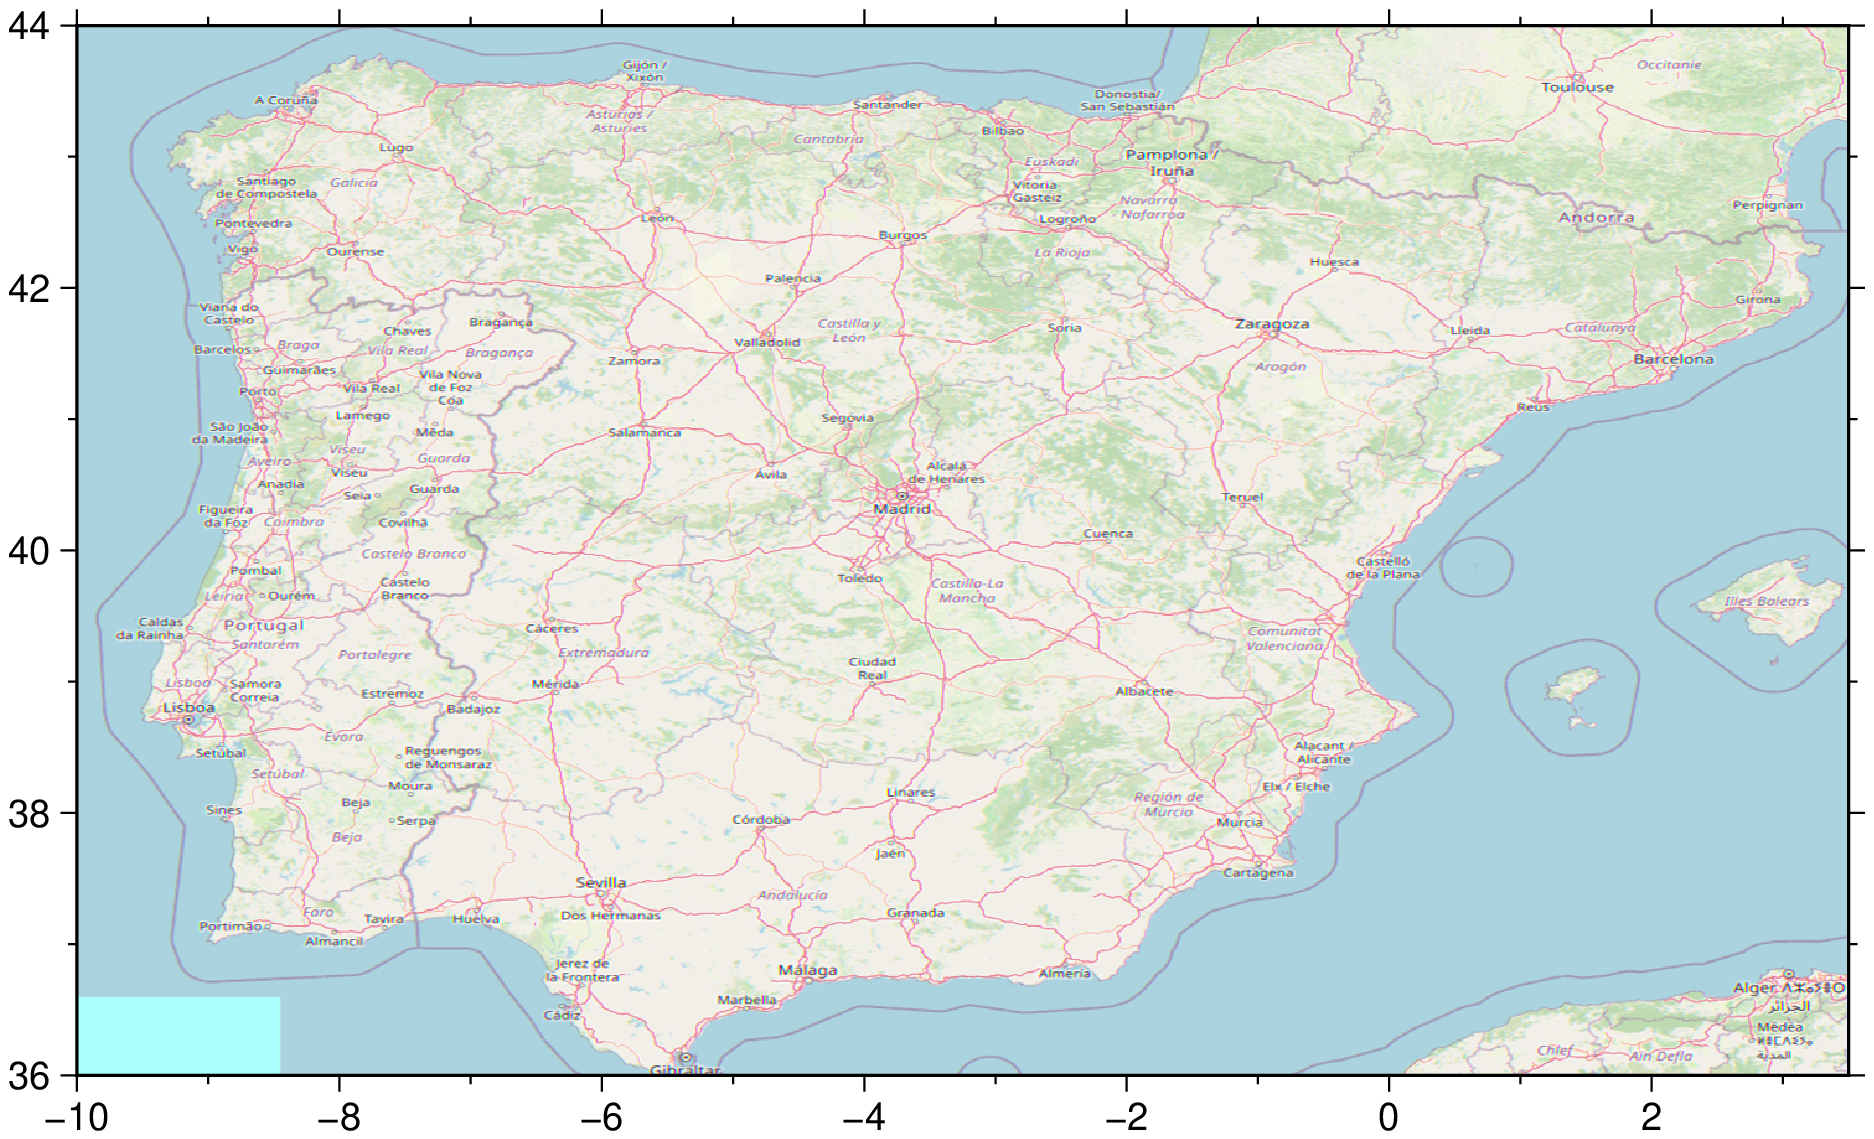 44
Gijón /
Xixón
Occitanie
Toulouse
A Coruña
Santander
Donostia/
San Sebastián
Asturias /
Asturies
Bilbao
Cantabria
Lugo
Euskadi
Pamplona /
Iruña
Santiago
de Compostela
Galicia
Vitoria-
Gasteiz
Navarra -
Nafarroa
Perpignan
Pontevedra
León
Logroño
Andorra
Burgos
Vigo
Ourense
La Rioja
Huesca
42
Palencia
Girona
Viana do
Castelo
Chaves
Bragança
Castilla y
León
Soria
Zaragoza
Lleida
Catalunya
Barcelos
Braga
Vila Real
Bragança
Valladolid
Zamora
Barcelona
Guimarães
Aragón
Vila Nova
de Foz
Coa
Porto
Vila Real
Lamego
Segovia
Reus
São João
da Madeira
Mêda
Salamanca
Aveiro
Viseu
Viseu
Guarda
Ávila
Alcalá
de Henares
Anadia
Seia
Guarda
Madrid
Teruel
Figueira
da Foz
Coimbra
Covilhã
Cuenca
40
Castelo Branco
Pombal
Castelo
Branco
Toledo
Castilla-La
Mancha
Castelló
de la Plana
Leiria
Ourém
Illes Balears
Caldas
da Rainha
Portugal
Cáceres
Comunitat
Valenciana
Santarém
Portalegre
Extremadura
Ciudad
Real
Lisboa
Samora
Correia
Estremoz
Mérida
Albacete
Lisboa
Badajoz
Évora
Setúbal
Reguengos
de Monsaraz
Alacant /
Alicante
Setúbal
Moura
Linares
Elx / Elche
38
Sines
Beja
Serpa
Córdoba
Región de
Murcia
Murcia
Beja
Jaén
Cartagena
Sevilla
Andalucía
Faro
Portimão
Tavira
Huelva
Dos Hermanas
Granada
Almancil
Jerez de
la Frontera
Málaga
Almería
Alger ⴷⵣⴰⵢⴻⵔ
الجزائر
Marbella
Cádiz
Médéa
المدية
Chlef
Aïn Defla
Gibraltar
36
−10
−8
−6
−4
−2
0
2